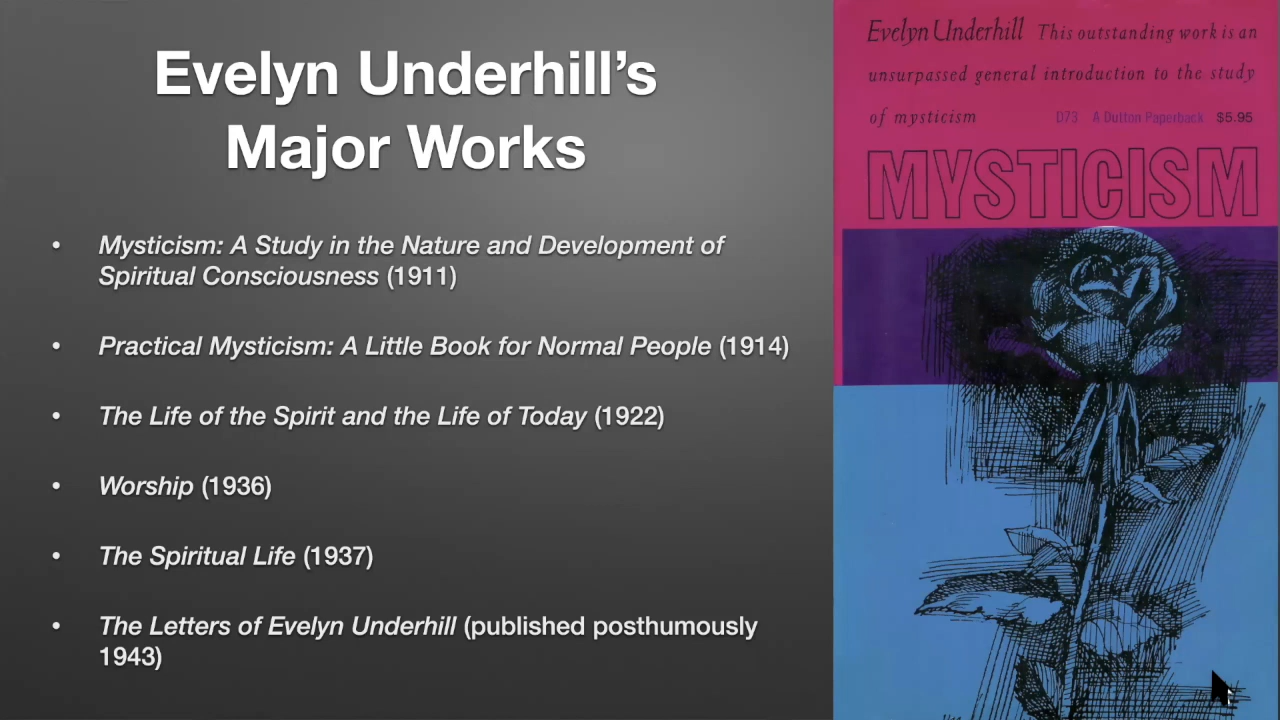 Evelyn Underhill’s
Major Works
• Mysticism: A Study in the Nature and Development of
Spiritual Consciousness (1911)
• Practical Mysticism: A Little Book for Normal People (1914)
• The Life of the Spirit and the Life of Today (1922)
• Worship (1936)
• The Spiritual Life (1937)
• The Letters of Evelyn Underhill (published posthumously
1943)
Evelyn Underhill This outstanding work is an
unsurpassed general introduction to the study
of mysticism D73 A Dutton Paperback $5.95
MYSTICISM